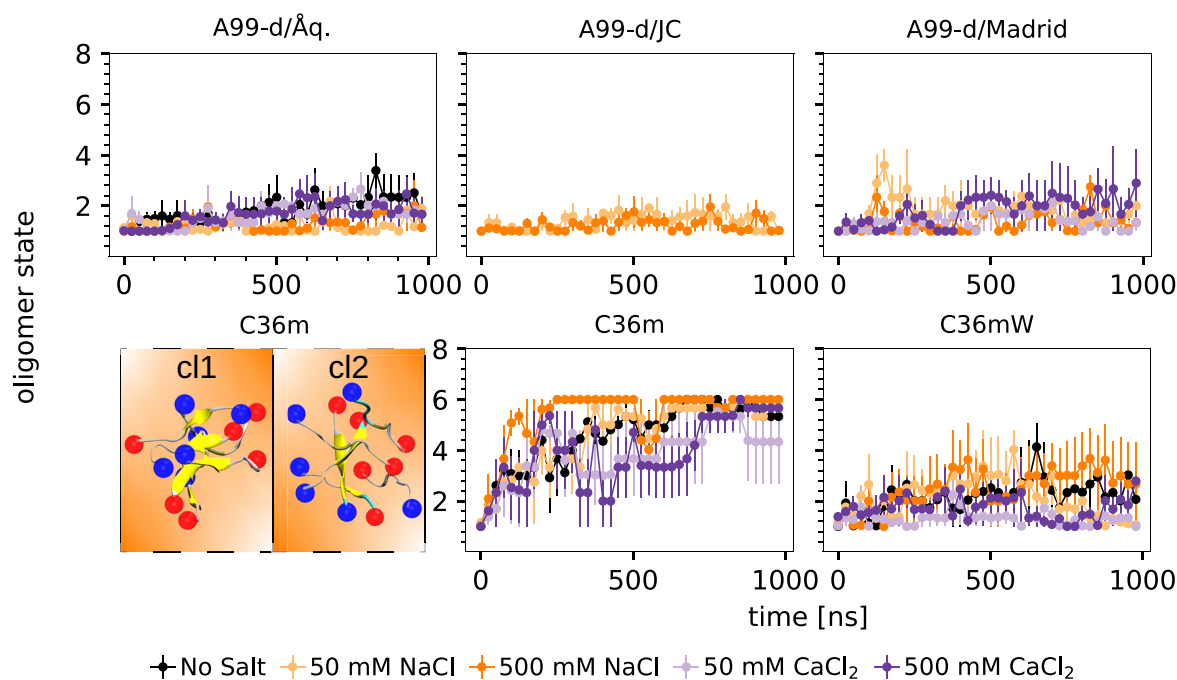 A99-d/Åq. A99-d/JC A99-d/Madrid
8
6
4
2
0 500 1000 0 500 1000 0 500 1000
oligomer state
C36m C36m C36mW
cl1 cl2
8
6
4
2
0 500 1000 0 500 1000
time [ns]
No Salt 50 mM NaCl 500 mM NaCl 50 mM CaCl₂ 500 mM CaCl₂